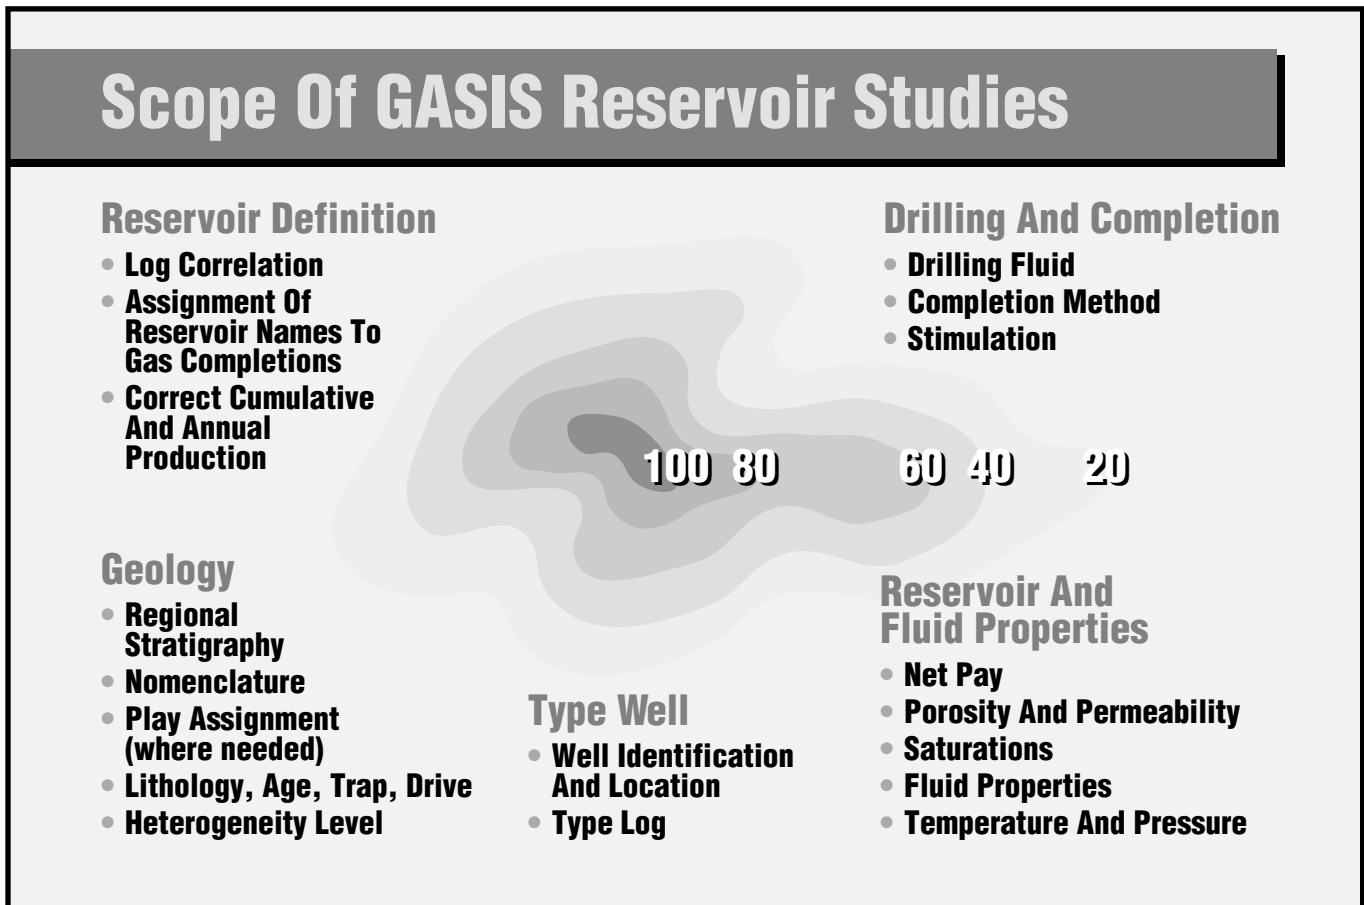 Scope Of GASIS Reservoir Studies
Reservoir Definition
• Log Correlation
• Assignment Of
Reservoir Names To
Gas Completions
• Correct Cumulative
And Annual
Production
Drilling And Completion
• Drilling Fluid
• Completion Method
• Stimulation
100 80 60 40 20
Geology
• Regional
Stratigraphy
• Nomenclature
• Play Assignment
(where needed)
• Lithology, Age, Trap, Drive
• Heterogeneity Level
Type Well
• Well Identification
And Location
• Type Log
Reservoir And
Fluid Properties
• Net Pay
• Porosity And Permeability
• Saturations
• Fluid Properties
• Temperature And Pressure